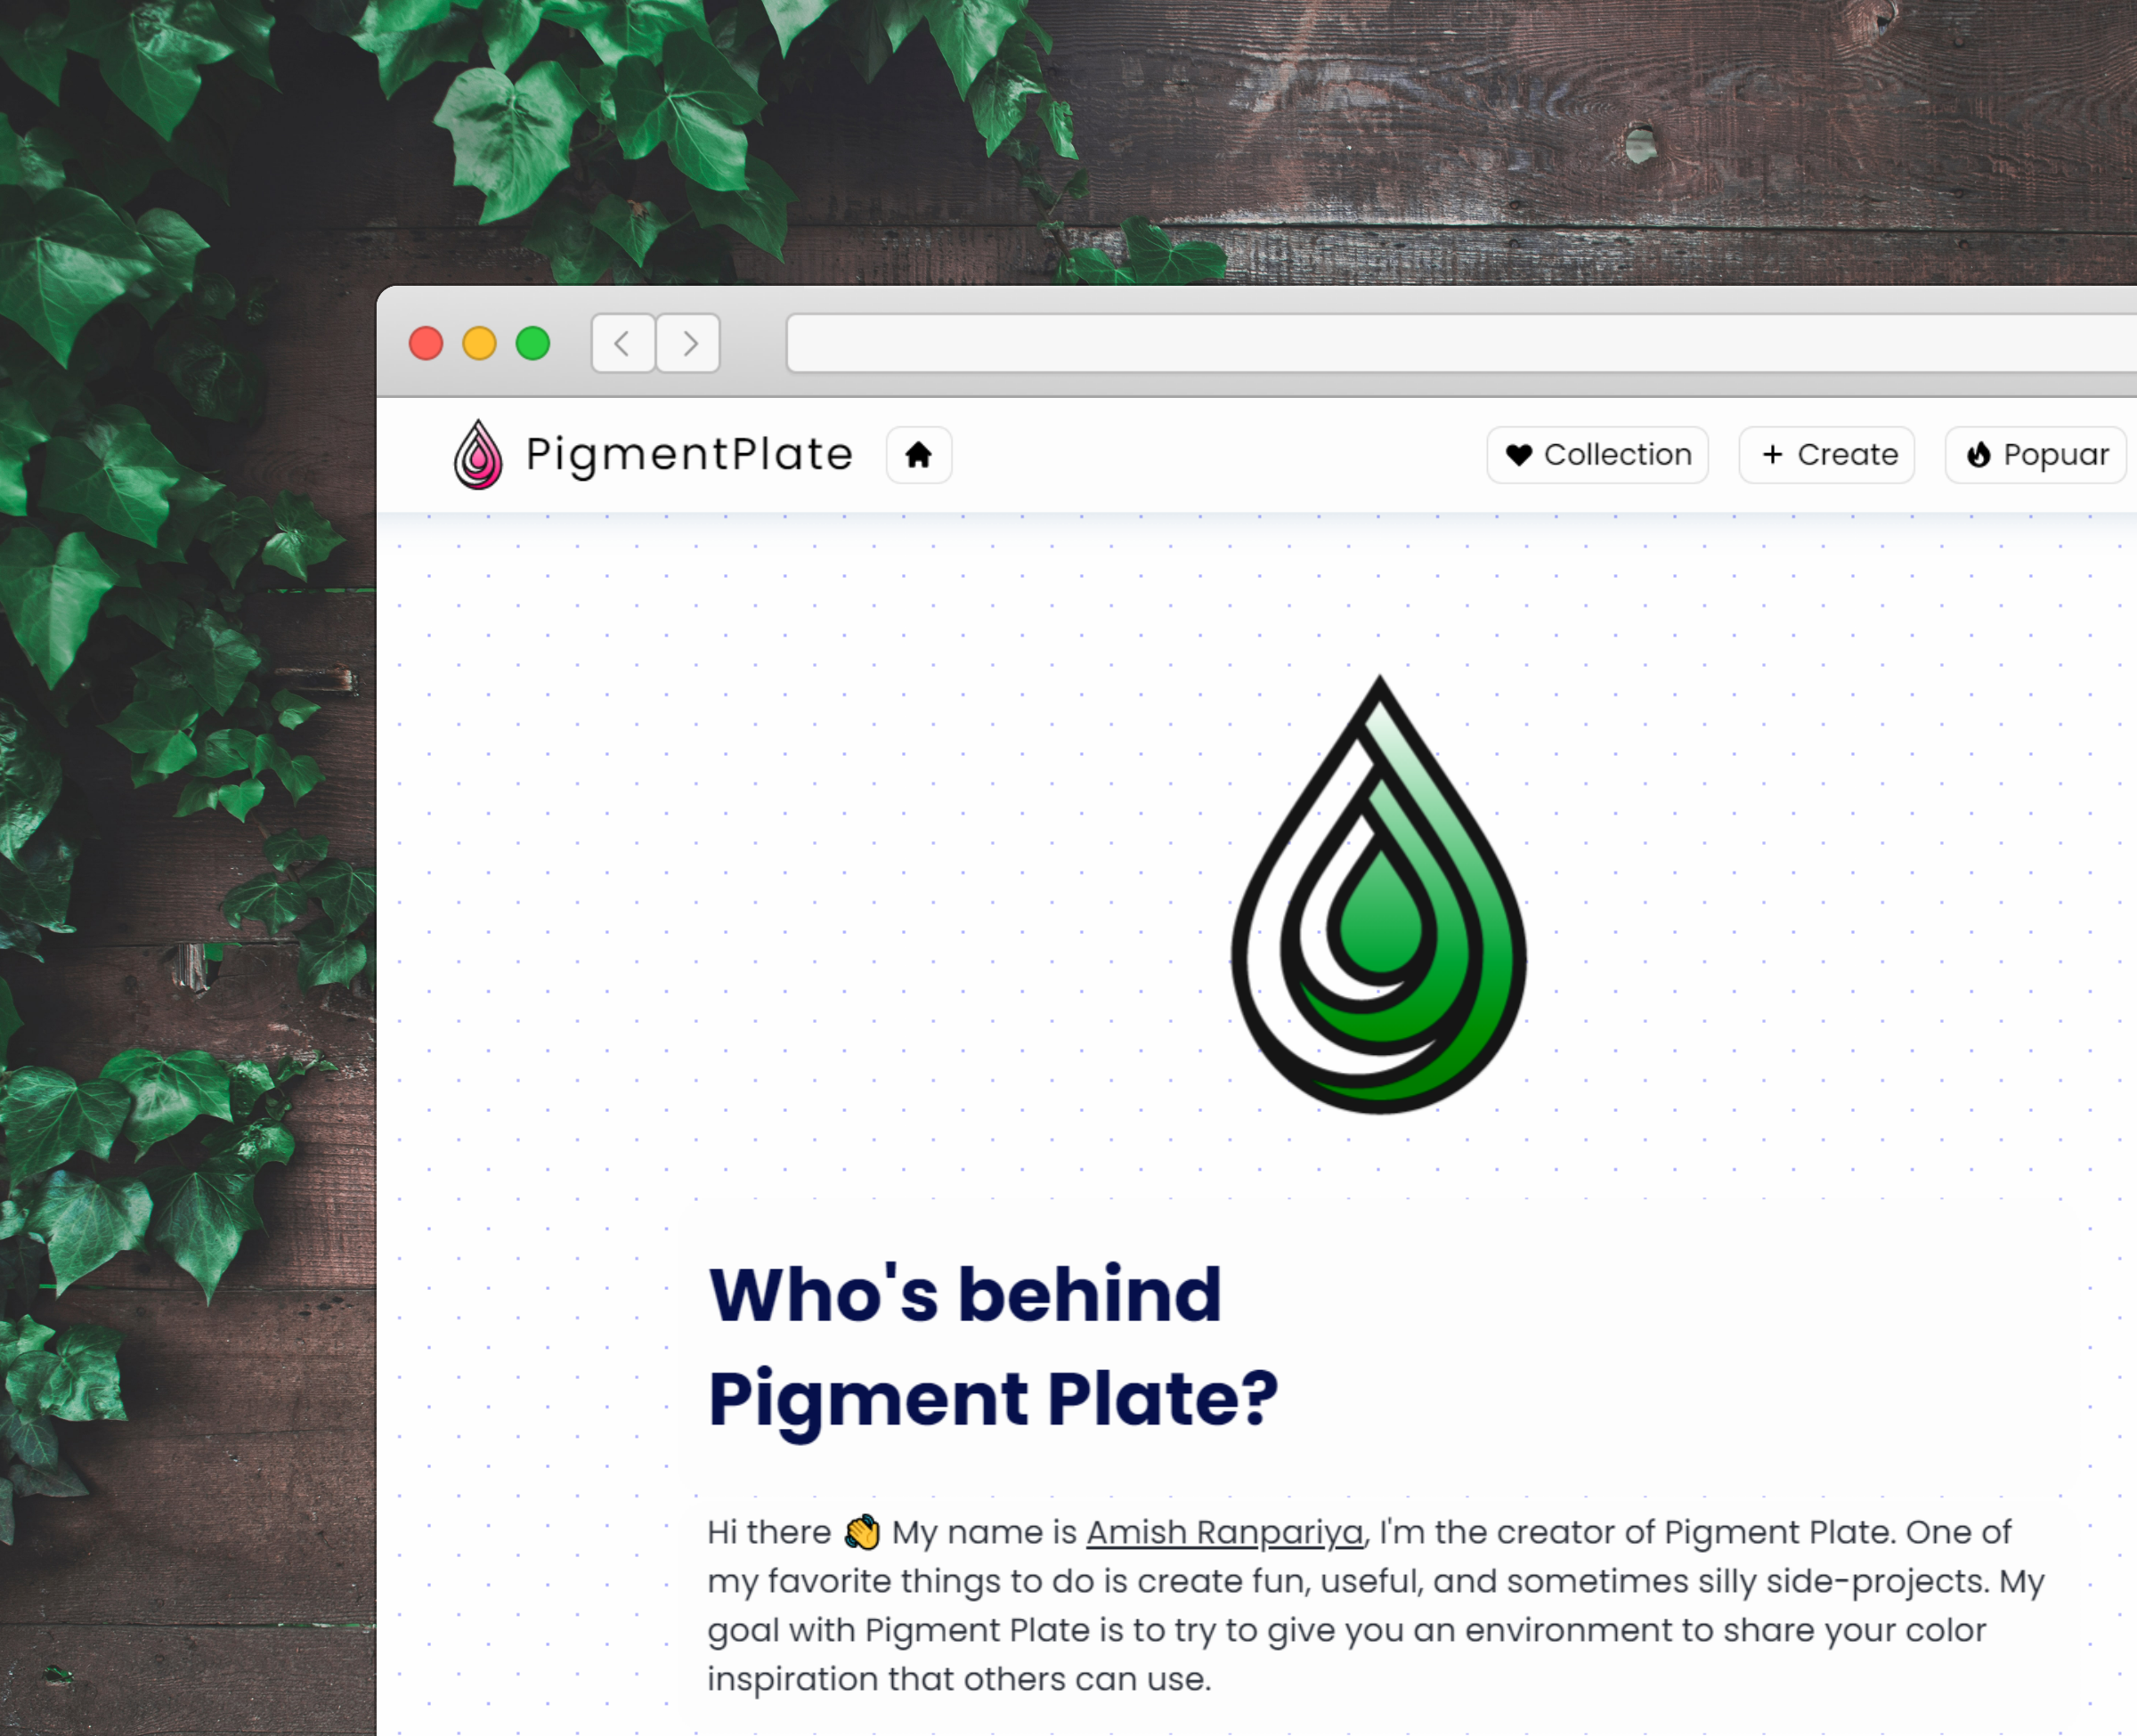 PigmentPlate
Collection
Create
Popuar
Who's behind
Pigment Plate?
Hi there 👋 My name is Amish Ranpariya, I'm the creator of Pigment Plate. One of
my favorite things to do is create fun, useful, and sometimes silly side-projects. My
goal with Pigment Plate is to try to give you an environment to share your color
inspiration that others can use.